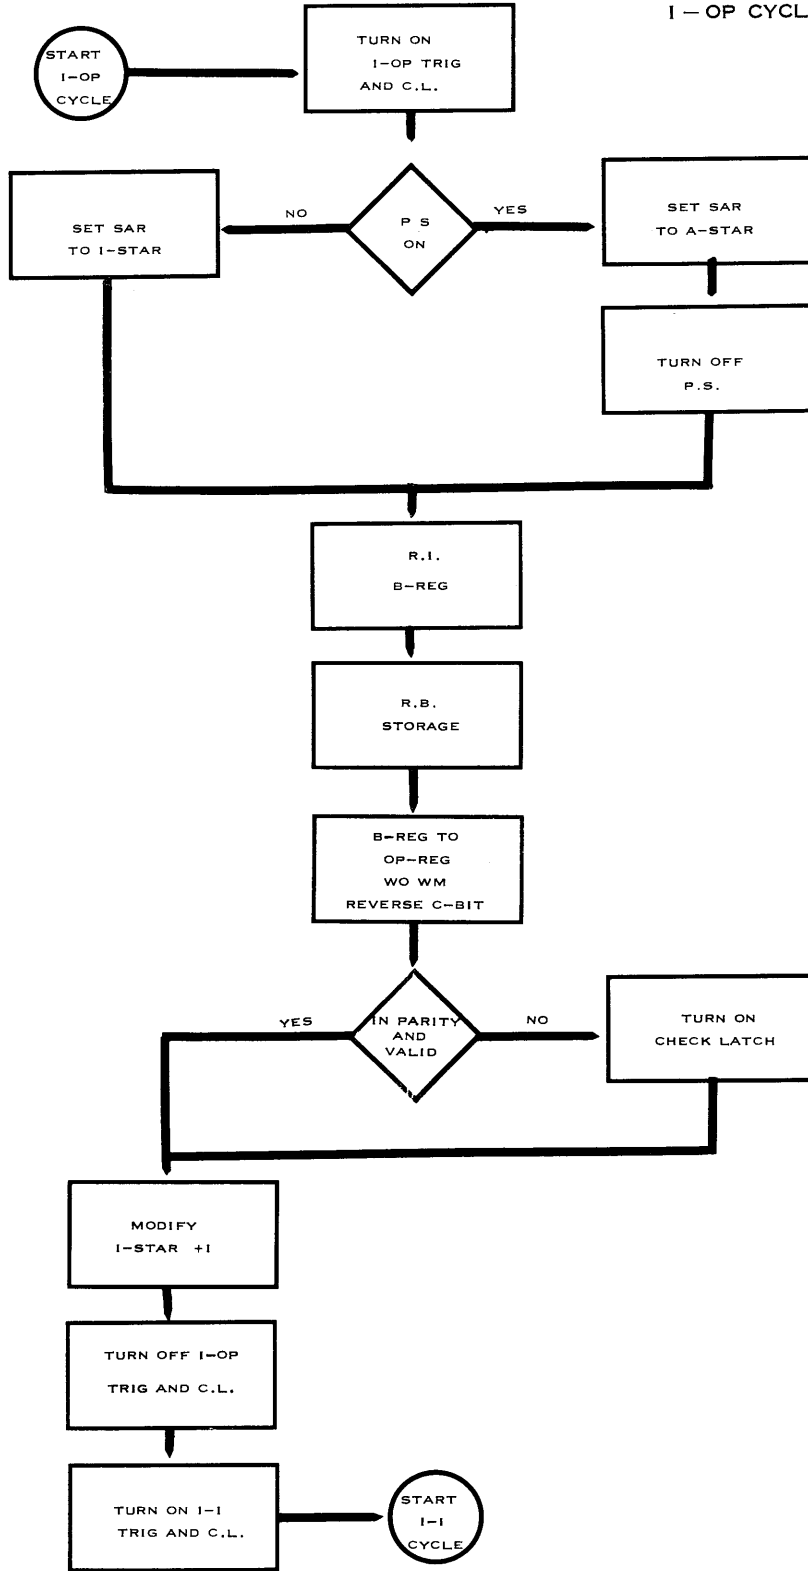 I – OP CYCL
START
I-OP
CYCLE
TURN ON
I-OP TRIG
AND C.L.
P S
ON
NO
YES
SET SAR
TO I-STAR
SET SAR
TO A-STAR
TURN OFF
P.S.
R.I.
B-REG
R.B.
STORAGE
B-REG TO
OP-REG
WO WM
REVERSE C-BIT
IN PARITY
AND
VALID
YES
NO
TURN ON
CHECK LATCH
MODIFY
I-STAR +1
TURN OFF I-OP
TRIG AND C.L.
TURN ON I-1
TRIG AND C.L.
START
I-1
CYCLE